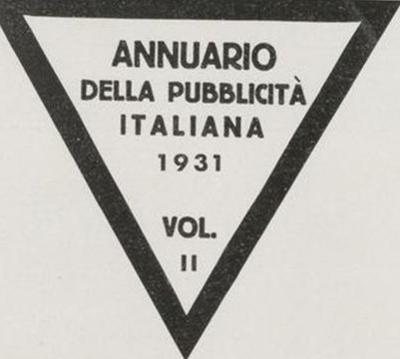 ANNUARIO
DELLA PUBBLICITÀ
ITALIANA
1931
VOL.
II